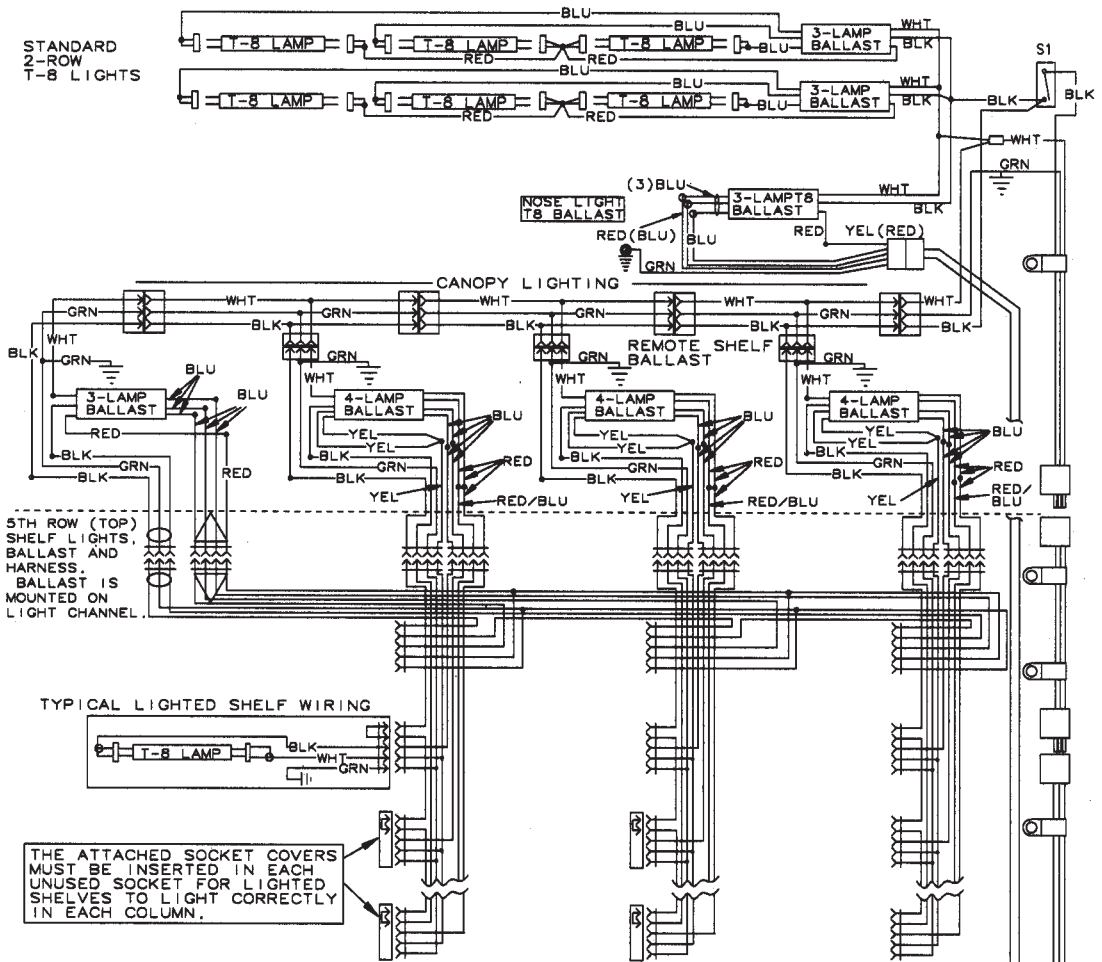 BLU
STANDARD
2-ROW
T-8 LIGHTS
T-8 LAMP
BLU
T-8 LAMP
T-8 LAMP
BLU
3-LAMP
BALLAST
WHT
BLK
RED
RED
BLU
S1
T-8 LAMP
BLU
T-8 LAMP
T-8 LAMP
BLU
3-LAMP
BALLAST
WHT
BLK
RED
RED
BLK
BLK
WHT
GRN
NOSE LIGHT
T8 BALLAST
(3)BLU
3-LAMPT8
BALLAST
WHT
BLK
RED
YEL(RED)
RED(BLU)
BLU
GRN
CANOPY LIGHTING
WHT
WHT
WHT
WHT
GRN
GRN
GRN
GRN
BLK
BLK
BLK
BLK
REMOTE SHELF
BALLAST
WHT
BLK
GRN
GRN
GRN
GRN
WHT
WHT
WHT
BLU
BLU
3-LAMP
BALLAST
4-LAMP
BALLAST
4-LAMP
BALLAST
4-LAMP
BALLAST
BLU
BLU
BLU
RED
YEL
YEL
YEL
YEL
YEL
YEL
BLK
BLK
BLK
BLK
GRN
GRN
GRN
GRN
BLK
BLK
BLK
BLK
RED
RED
RED
RED
YEL
YEL
YEL
RED/BLU
RED/BLU
RED/
BLU
5TH ROW (TOP)
SHELF LIGHTS,
BALLAST AND
HARNESS.
BALLAST IS
MOUNTED ON
LIGHT CHANNEL.
TYPICAL LIGHTED SHELF WIRING
T-8 LAMP
BLK
WHT
GRN
THE ATTACHED SOCKET COVERS
MUST BE INSERTED IN EACH
UNUSED SOCKET FOR LIGHTED
SHELVES TO LIGHT CORRECTLY
IN EACH COLUMN.